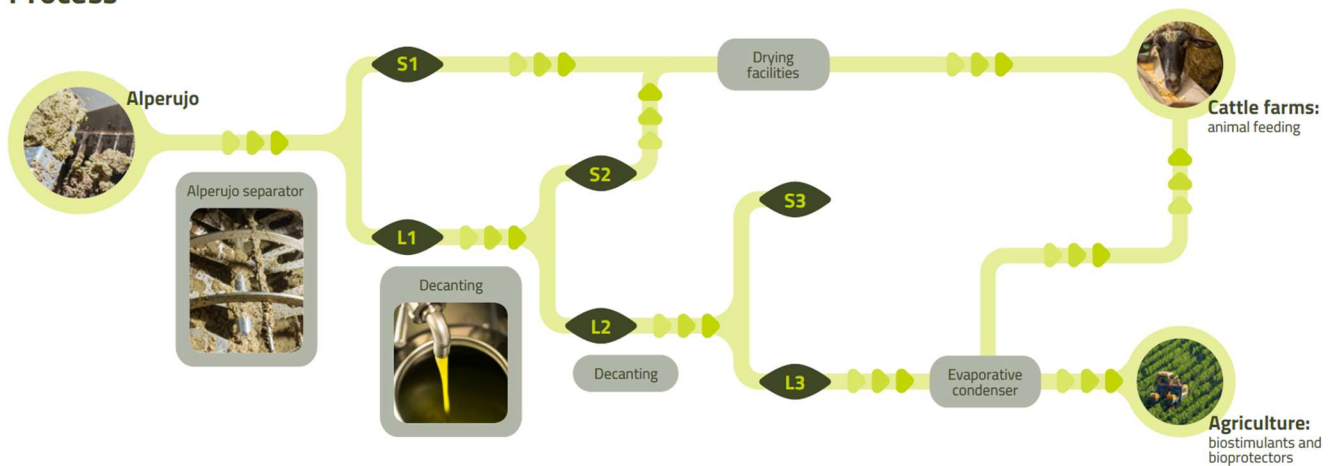 Alperujo
Alperujo separator
S1
L1
Decanting
S2
L2
Decanting
S3
L3
Drying
facilities
Evaporative
condenser
Cattle farms:
animal feeding
Agriculture:
biostimulants and
bioprotectors